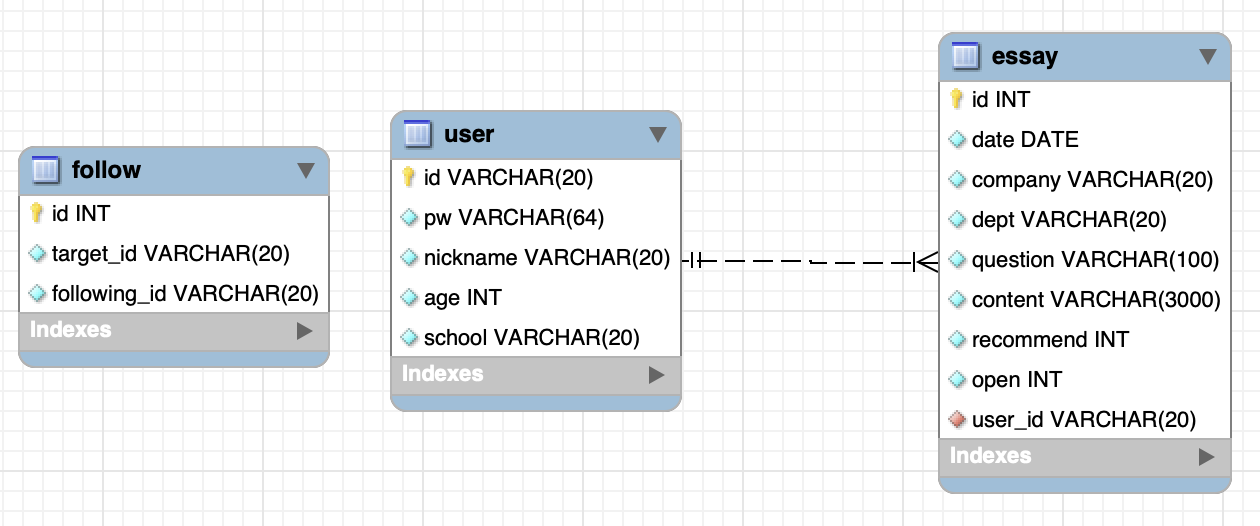 follow
id INT
target_id VARCHAR(20)
following_id VARCHAR(20)
Indexes
user
id VARCHAR(20)
pw VARCHAR(64)
nickname VARCHAR(20)
age INT
school VARCHAR(20)
Indexes
essay
id INT
date DATE
company VARCHAR(20)
dept VARCHAR(20)
question VARCHAR(100)
content VARCHAR(3000)
recommend INT
open INT
user_id VARCHAR(20)
Indexes